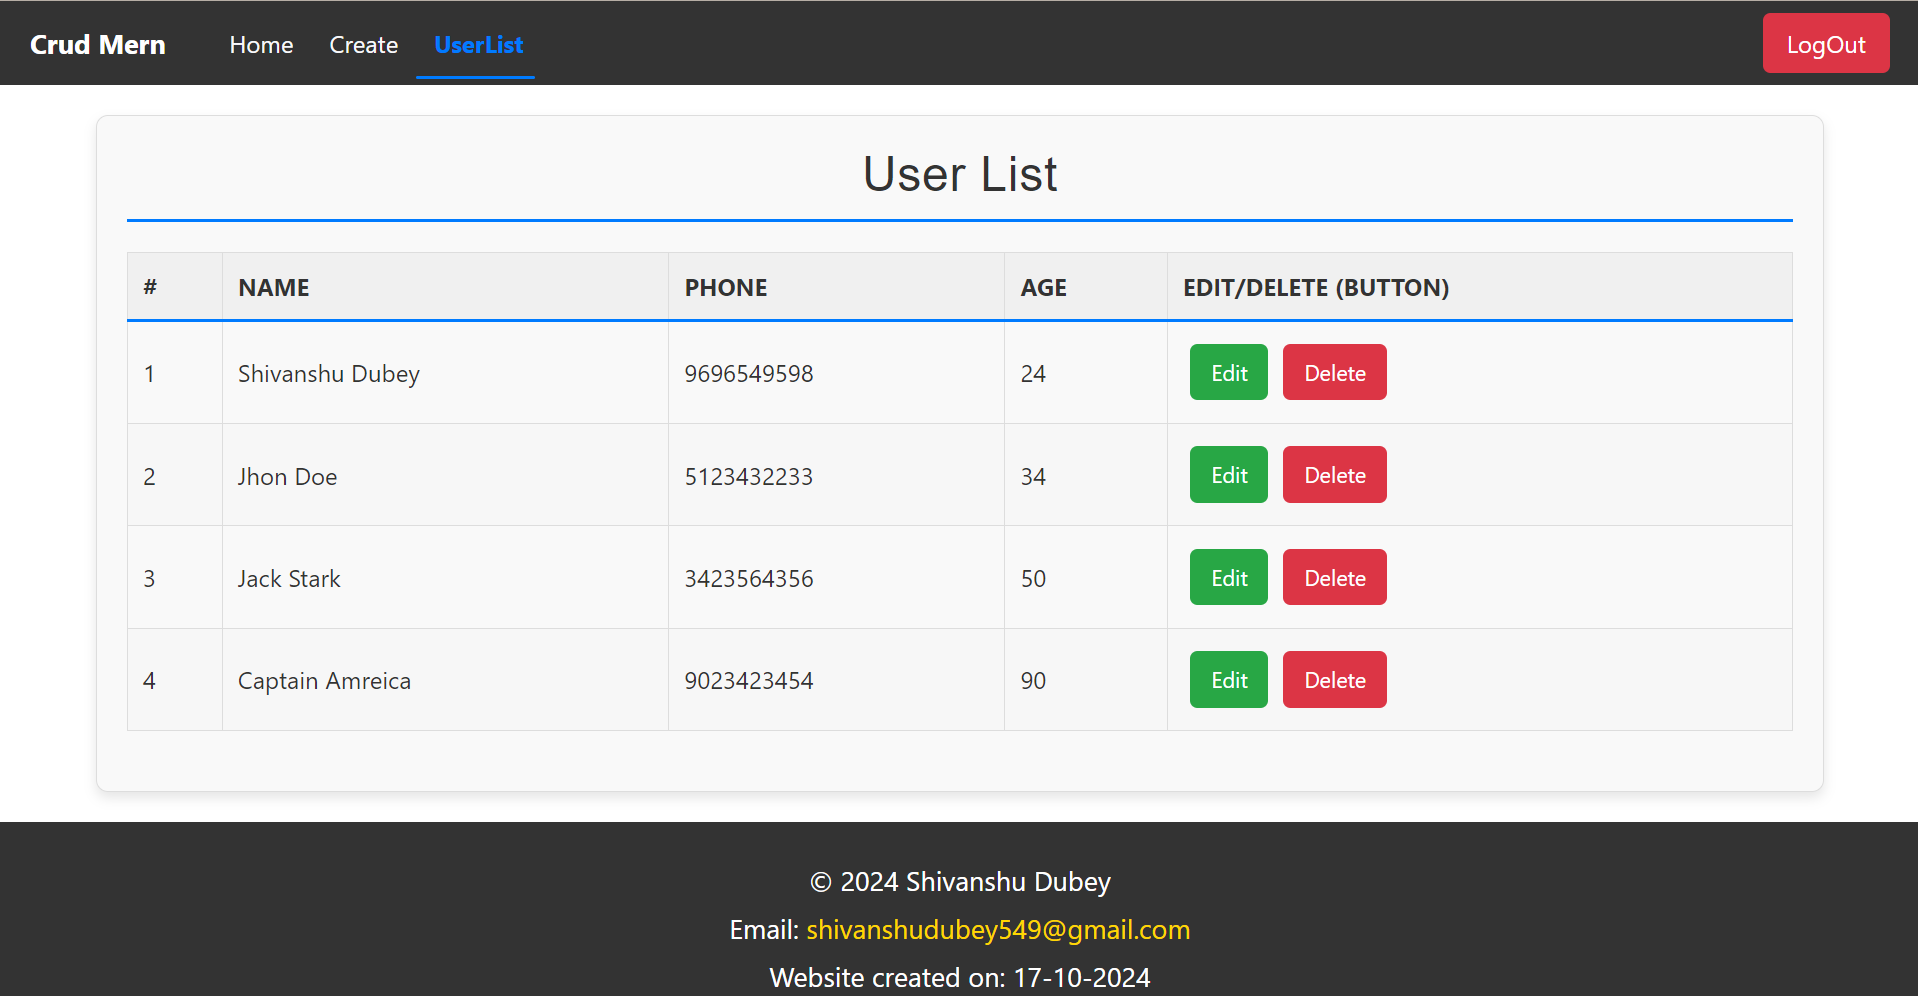 Crud Mern Home Create UserList LogOut
User List
# NAME PHONE AGE EDIT/DELETE (BUTTON)
1 Shivanshu Dubey 9696549598 24 Edit Delete
2 Jhon Doe 5123432233 34 Edit Delete
3 Jack Stark 3423564356 50 Edit Delete
4 Captain Amreica 9023423454 90 Edit Delete
© 2024 Shivanshu Dubey
Email: shivanshudubey549@gmail.com
Website created on: 17-10-2024